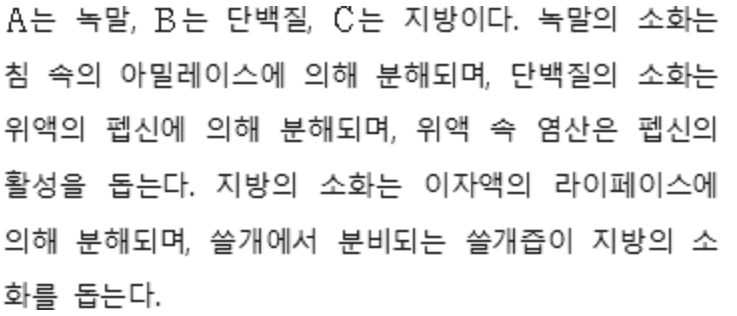 A는 녹말, B는 단백질, C는 지방이다. 녹말의 소화는
침 속의 아밀레이스에 의해 분해되며, 단백질의 소화는
위액의 펩신에 의해 분해되며, 위액 속 염산은 펩신의
활성을 돕는다. 지방의 소화는 이자액의 라이페이스에
의해 분해되며, 쓸개에서 분비되는 쓸개즙이 지방의 소
화를 돕는다.